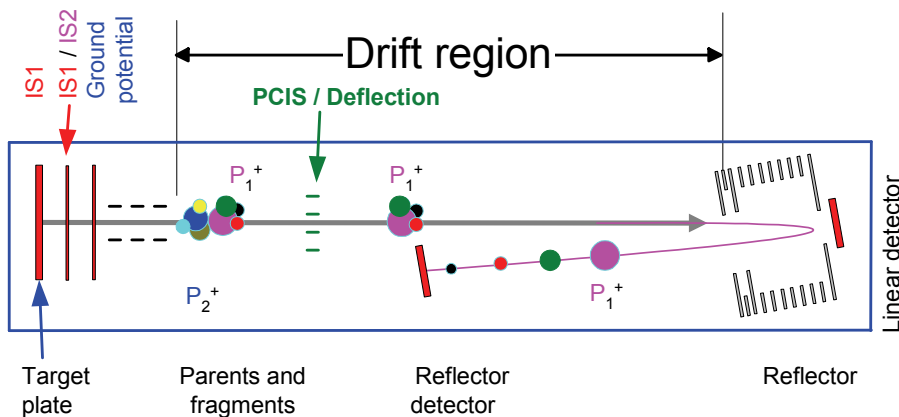 Drift region
IS1
IS1 / IS2
Ground
potential
PCIS / Deflection
P1+
P1+
P2+
P1+
Linear detector
Target
plate
Parents and
fragments
Reflector
detector
Reflector